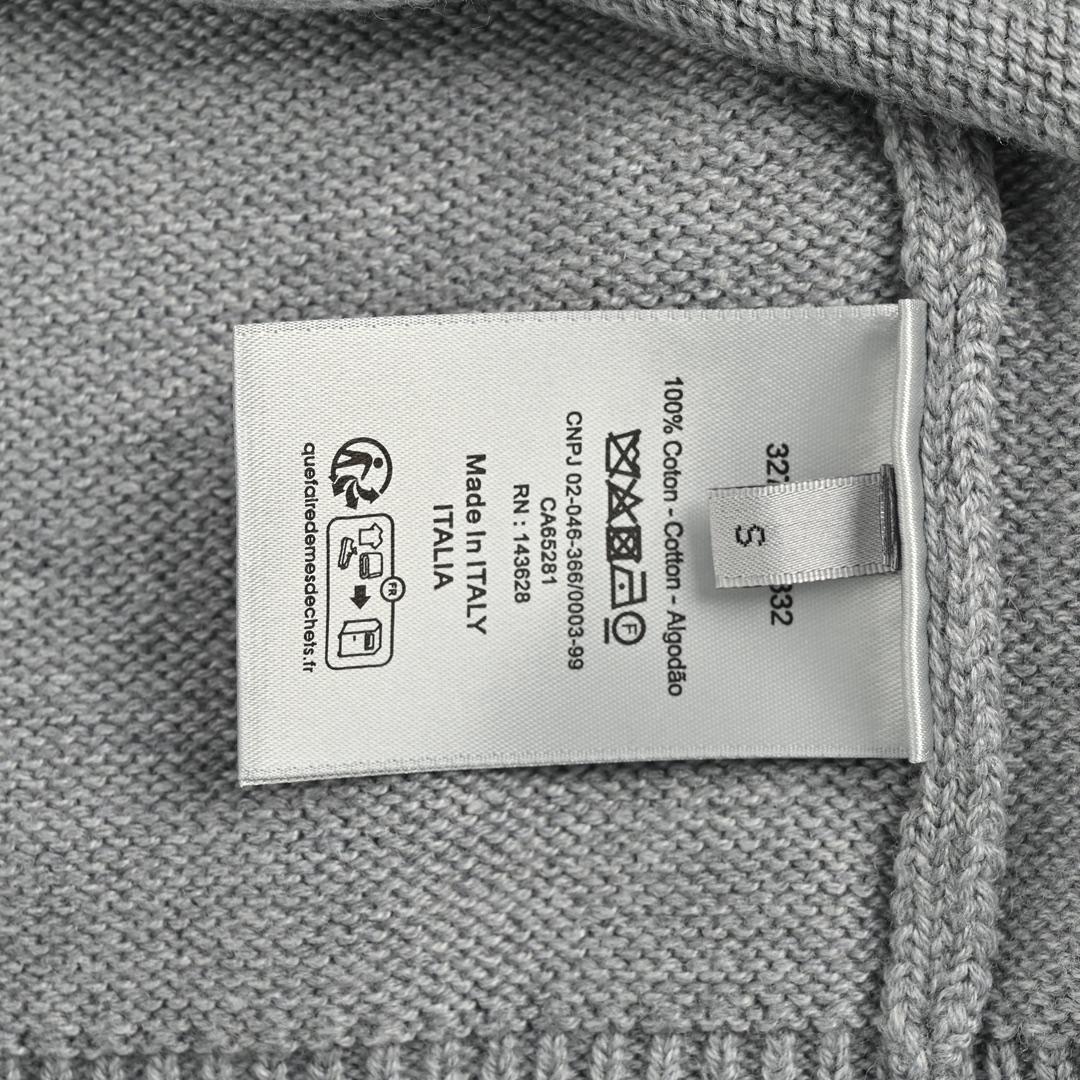 S
100% Coton - Cotton - Algodão
F
CNPJ 02-046-366/0003-99
CA65281
RN : 143628
Made In ITALY
ITALIA
FR
quefairedemesdechets.fr